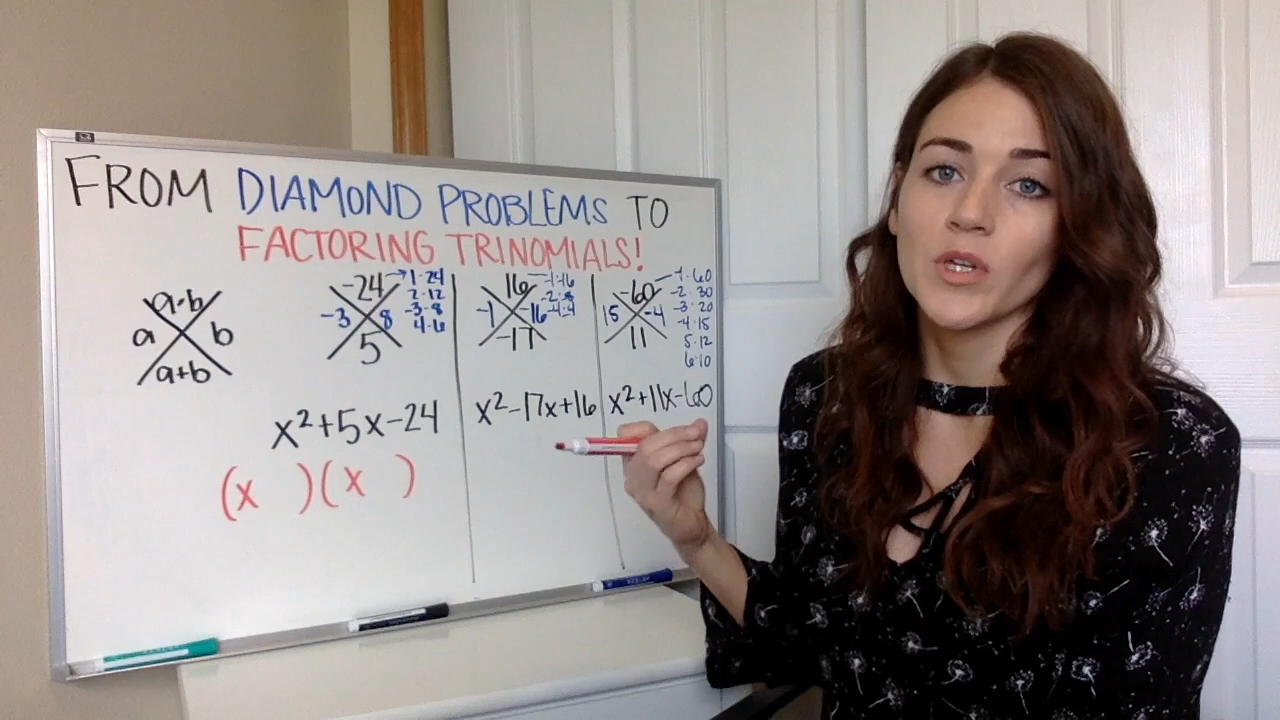 FROM DIAMOND PROBLEMS TO
FACTORING TRINOMIALS!
a·b
a b
a+b
-24 → 1·24
2·12
-3·8
4·6
-3 8
5
16 -1·-16
-2·-8
-4·-4
-1 -16
-17
-60 -1·60
-2·30
-3·20
-4·15
5·12
6·10
15 -4
11
x²+5x-24
x²-17x+16
x²+11x-60
(x )(x )